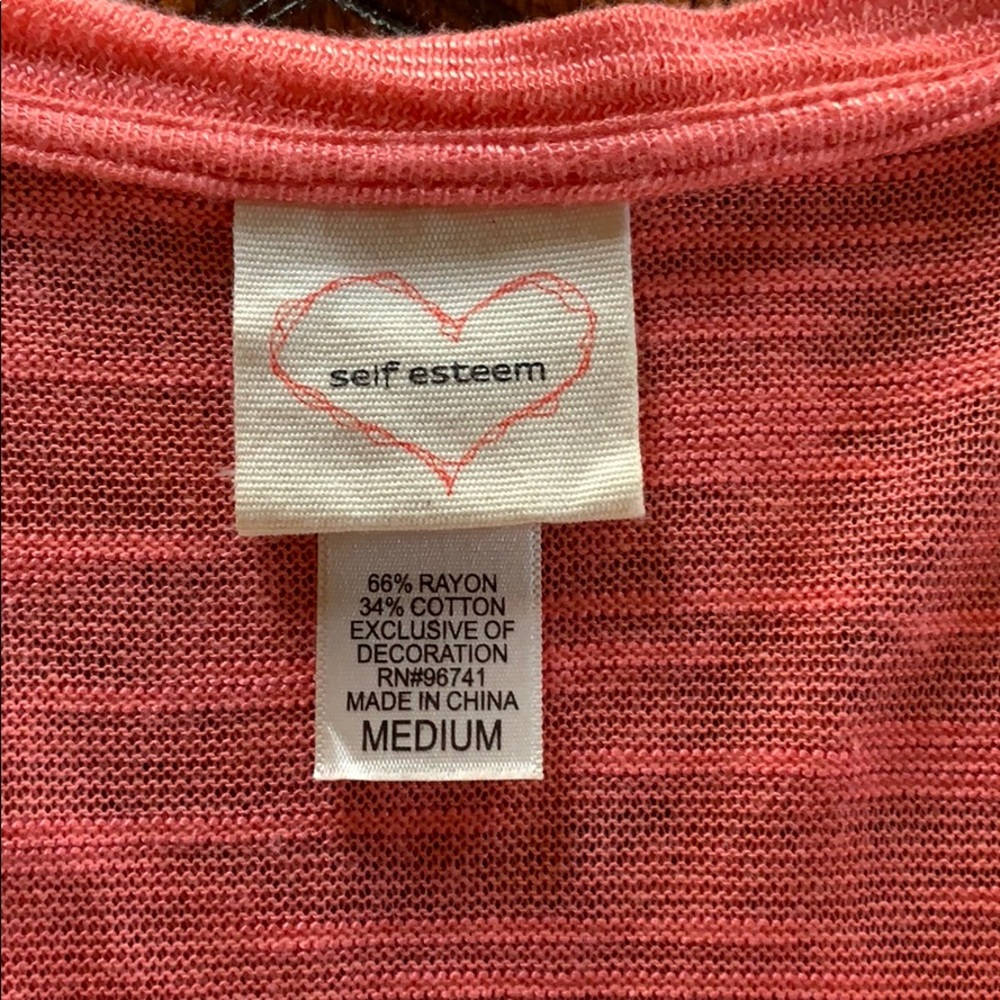 self esteem
66% RAYON
34% COTTON
EXCLUSIVE OF
DECORATION
RN#96741
MADE IN CHINA
MEDIUM